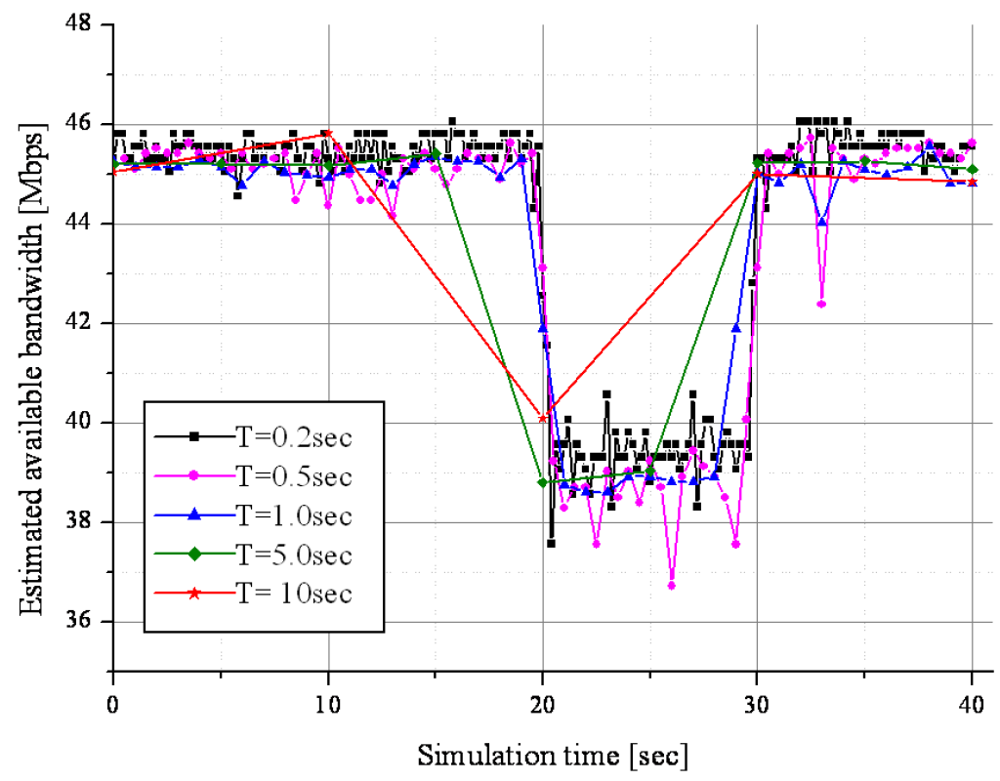 48
46
44
42
40
38
36
Estimated available bandwidth [Mbps]
T=0.2sec
T=0.5sec
T=1.0sec
T=5.0sec
T= 10sec
0 10 20 30 40
Simulation time [sec]